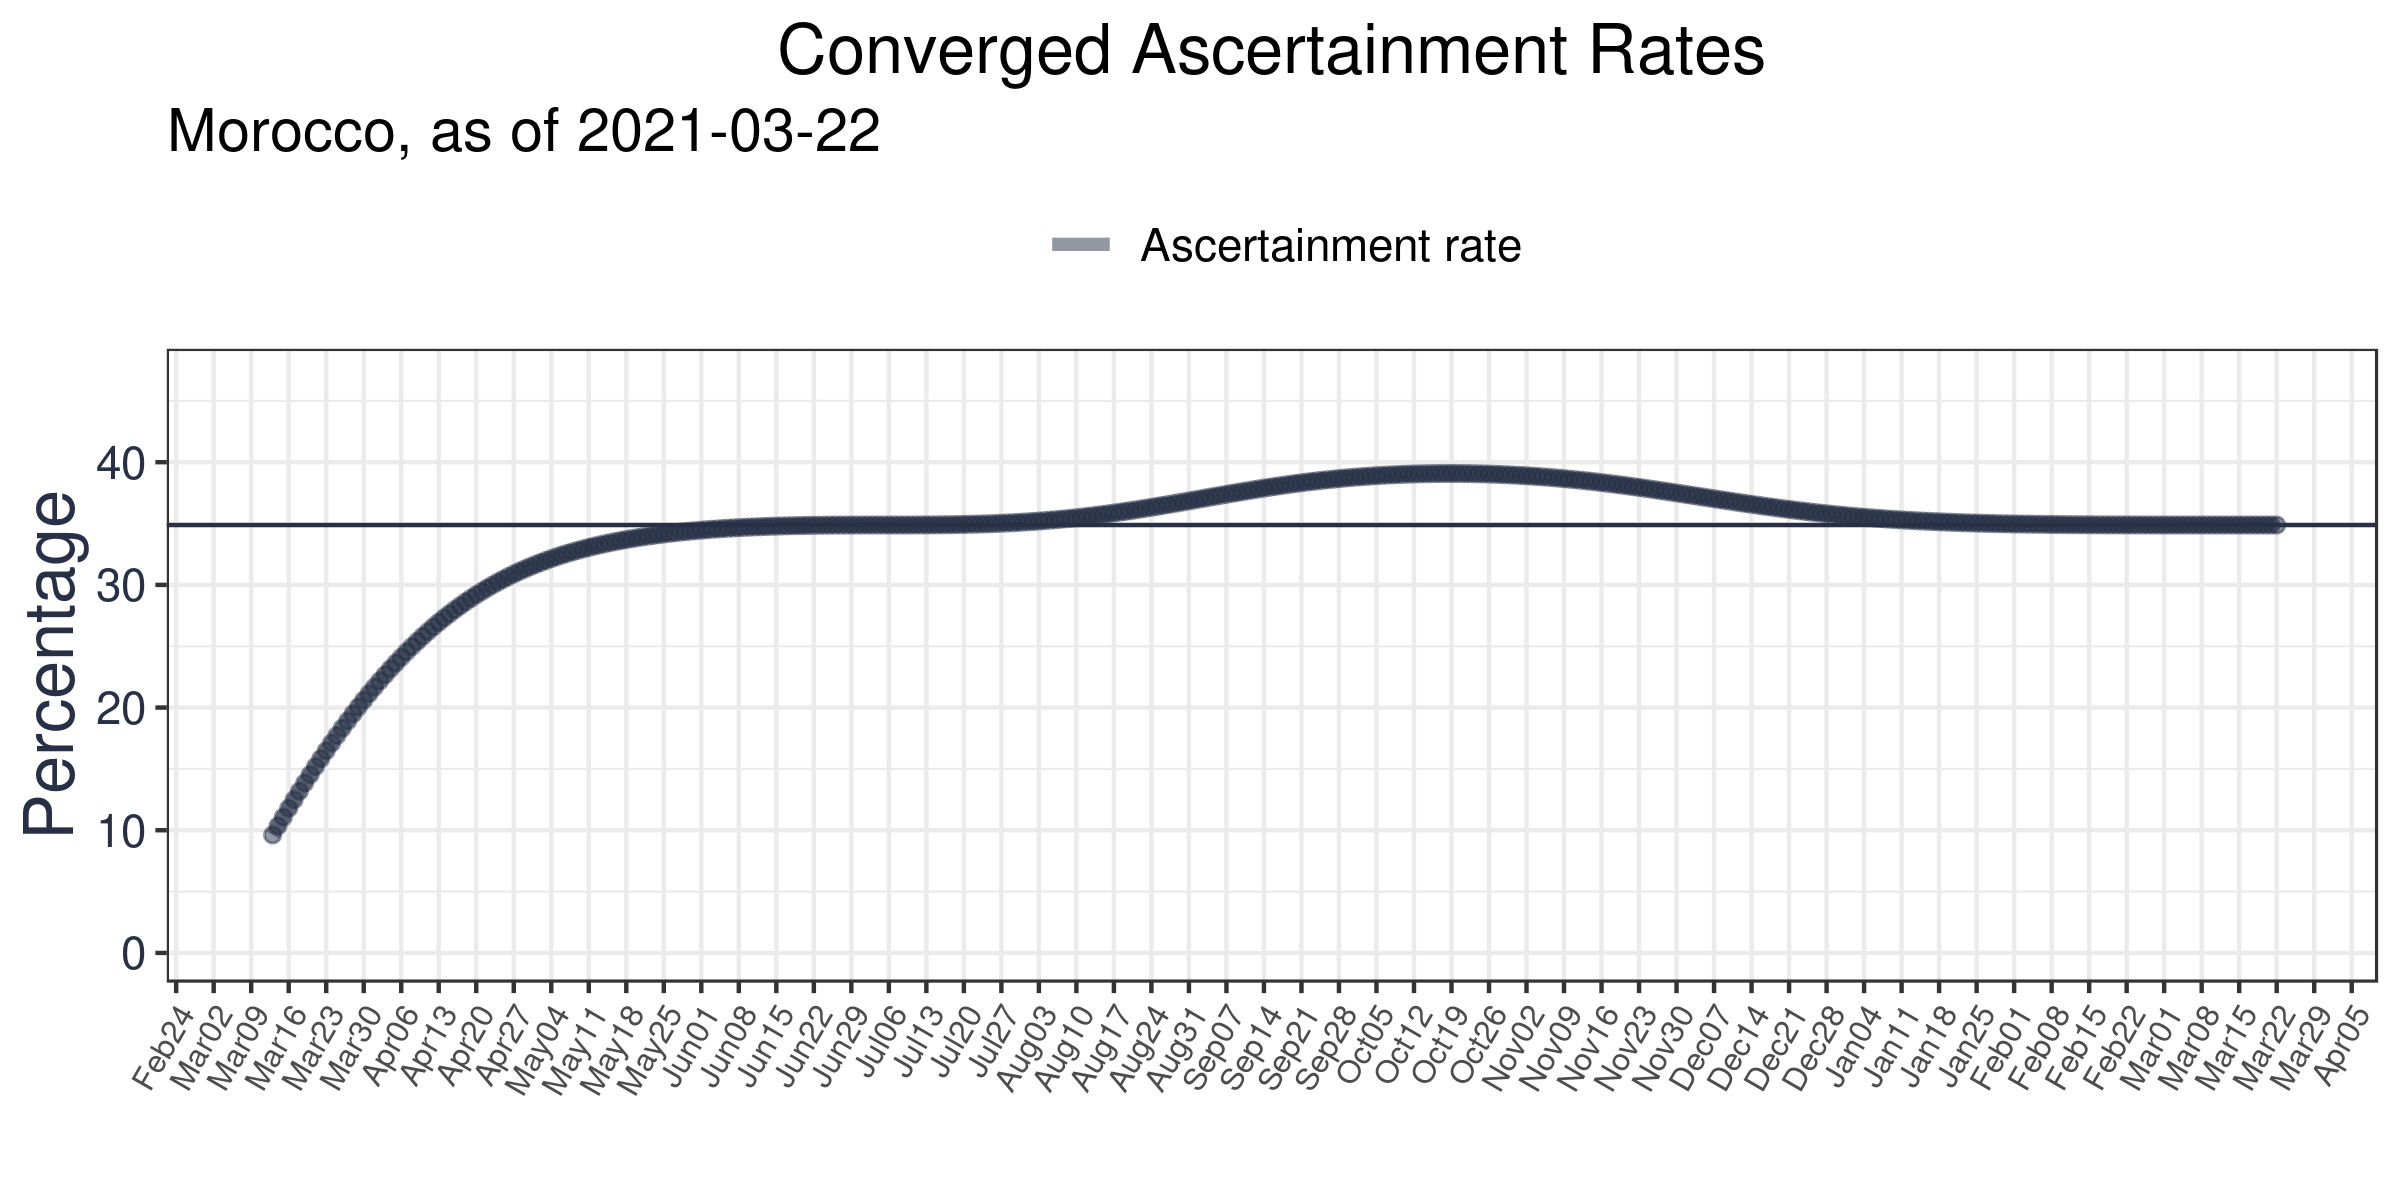 Converged Ascertainment Rates
Morocco, as of 2021-03-22
Ascertainment rate
Percentage
40
30
20
10
0
Feb24 Mar02 Mar09 Mar16 Mar23 Mar30 Apr06 Apr13 Apr20 Apr27 May04 May11 May18 May25 Jun01 Jun08 Jun15 Jun22 Jun29 Jul06 Jul13 Jul20 Jul27 Aug03 Aug10 Aug17 Aug24 Aug31 Sep07 Sep14 Sep21 Sep28 Oct05 Oct12 Oct19 Oct26 Nov02 Nov09 Nov16 Nov23 Nov30 Dec07 Dec14 Dec21 Dec28 Jan04 Jan11 Jan18 Jan25 Feb01 Feb08 Feb15 Feb22 Mar01 Mar08 Mar15 Mar22 Mar29 Apr05